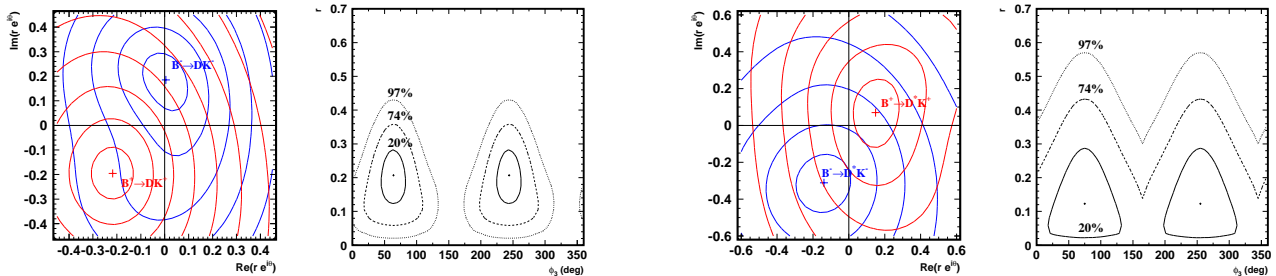 Im(r e^iθ)
0.4
0.3
0.2
0.1
0
-0.1
-0.2
-0.3
-0.4
B⁻→DK⁻
B⁺→DK⁺
-0.4 -0.3 -0.2 -0.1 0 0.1 0.2 0.3 0.4
Re(r e^iθ)
r
0.7
0.6
0.5
0.4
0.3
0.2
0.1
0
97%
74%
20%
0 50 100 150 200 250 300 350
ϕ₃ (deg)
Im(r e^iθ)
0.6
0.4
0.2
0
-0.2
-0.4
-0.6
B⁺→D*K⁺
B⁻→D*K⁻
-0.6 -0.4 -0.2 0 0.2 0.4 0.6
Re(r e^iθ)
r
0.7
0.6
0.5
0.4
0.3
0.2
0.1
0
97%
74%
20%
0 50 100 150 200 250 300 350
ϕ₃ (deg)